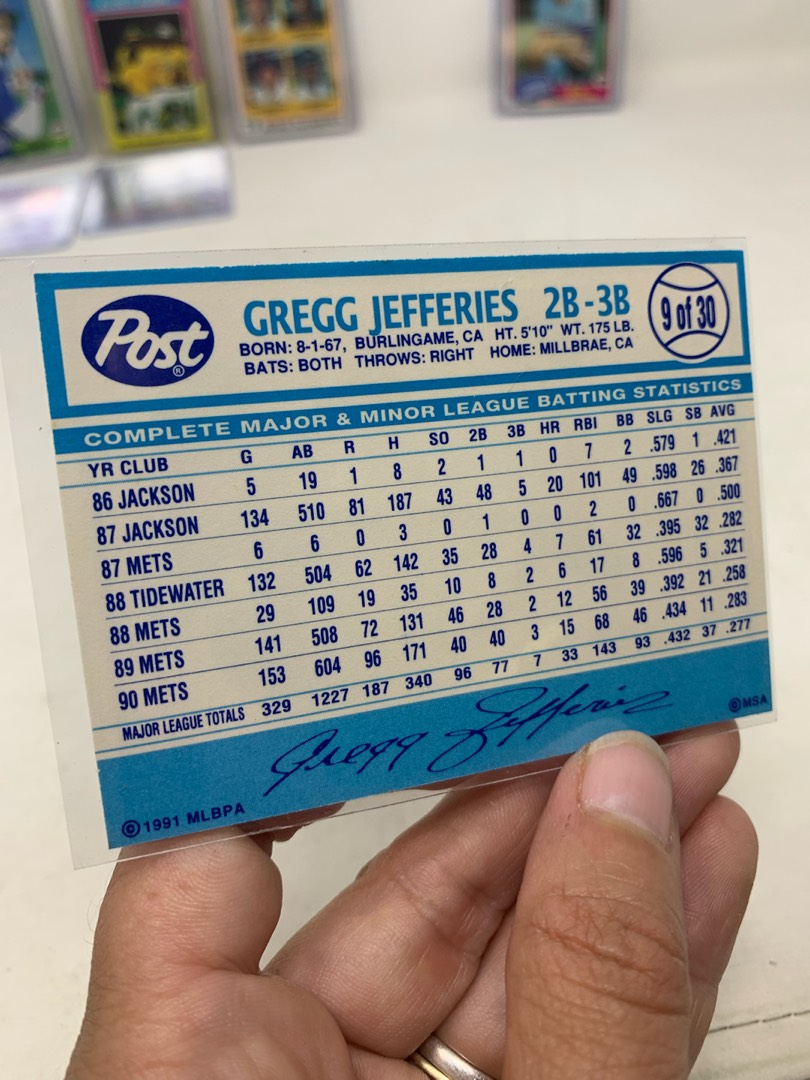 Post®
GREGG JEFFERIES 2B-3B
9 of 30
BORN: 8-1-67, BURLINGAME, CA HT. 5'10" WT. 175 LB.
BATS: BOTH THROWS: RIGHT HOME: MILLBRAE, CA
COMPLETE MAJOR & MINOR LEAGUE BATTING STATISTICS
YR CLUB G AB R H SO 2B 3B HR RBI BB SLG SB AVG
86 JACKSON 5 19 1 8 2 1 1 0 7 2 .579 1 .421
87 JACKSON 134 510 81 187 43 48 5 20 101 49 .598 26 .367
87 METS 6 6 0 3 0 1 0 0 2 0 .667 0 .500
88 TIDEWATER 132 504 62 142 35 28 4 7 61 32 .395 32 .282
88 METS 29 109 19 35 10 8 2 6 17 8 .596 5 .321
89 METS 141 508 72 131 46 28 2 12 56 39 .392 21 .258
90 METS 153 604 96 171 40 40 3 15 68 46 .434 11 .283
MAJOR LEAGUE TOTALS 329 1227 187 340 96 77 7 33 143 93 .432 37 .277
Gregg Jefferies
© 1991 MLBPA
©MSA